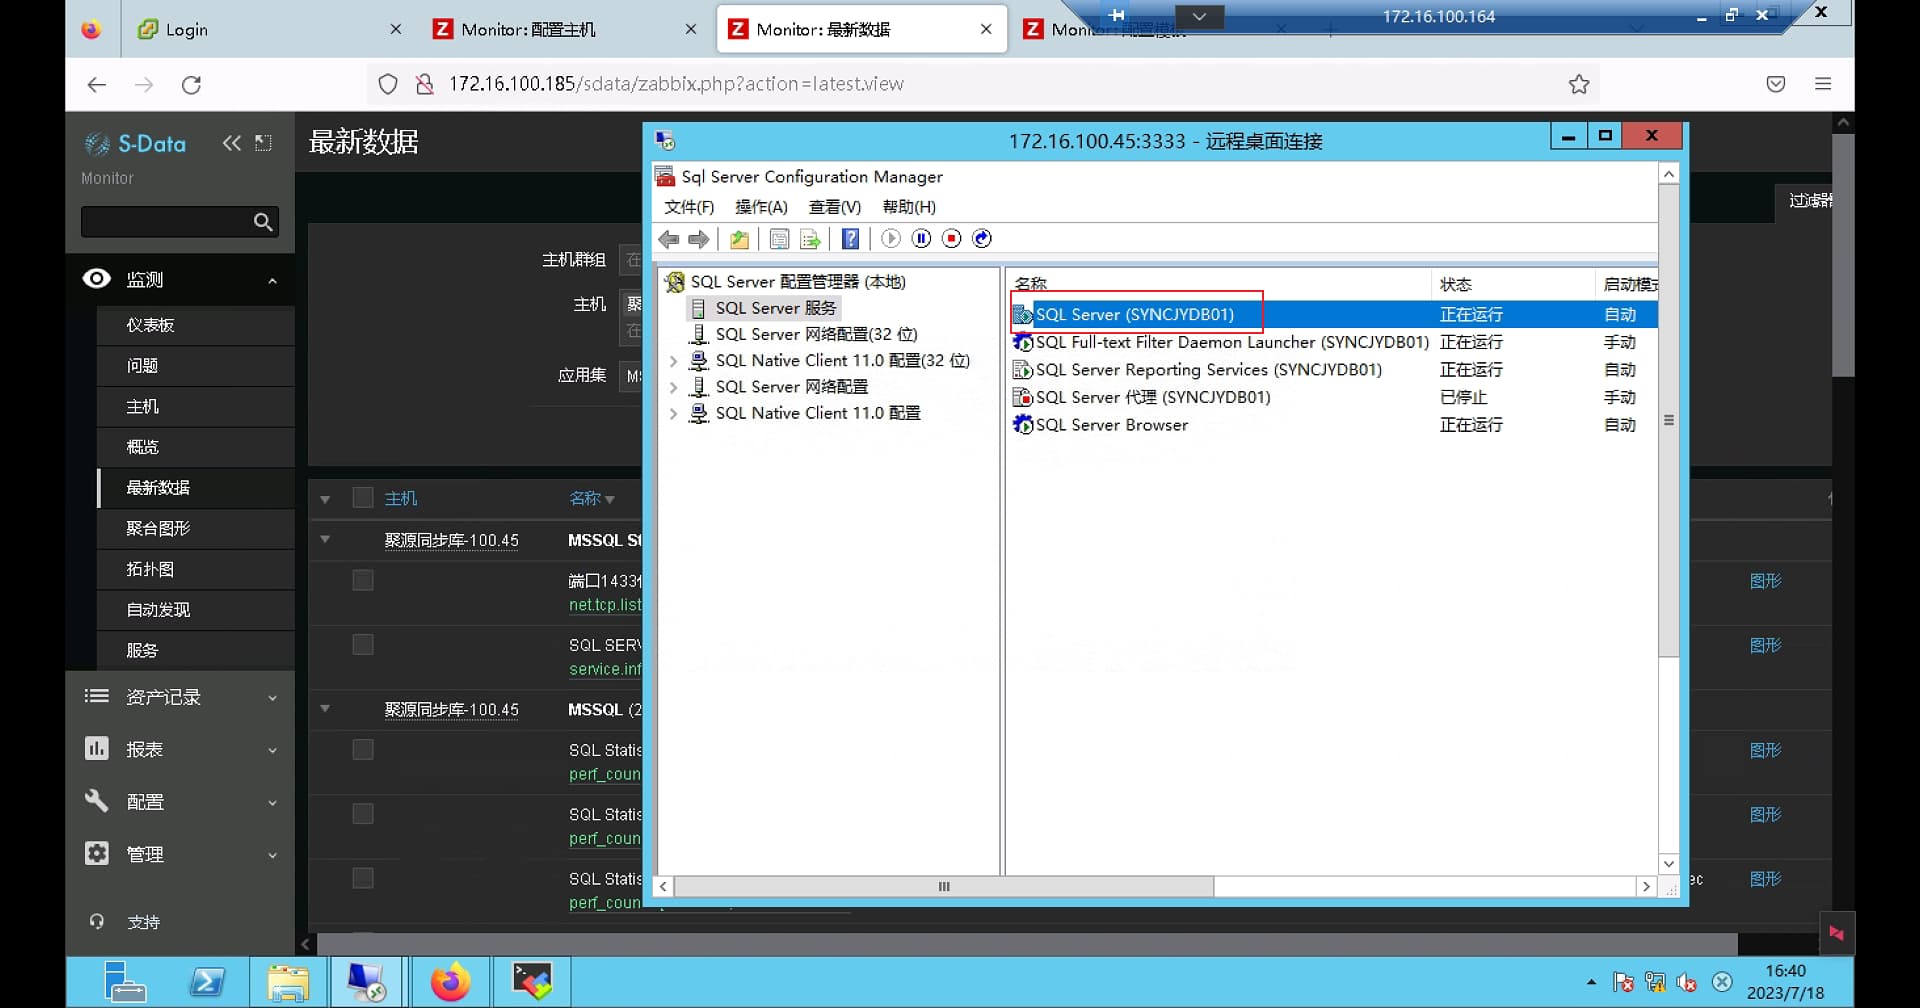 Login
Monitor: 配置主机
Monitor: 最新数据
172.16.100.164
172.16.100.185/sdata/zabbix.php?action=latest.view
S-Data
Monitor
最新数据
172.16.100.45:3333 - 远程桌面连接
Sql Server Configuration Manager
文件(F) 操作(A) 查看(V) 帮助(H)
过滤器
监测
仪表板
问题
主机
概览
最新数据
聚合图形
拓扑图
自动发现
服务
资产记录
报表
配置
管理
支持
主机群组
主机
应用集
SQL Server 配置管理器 (本地)
SQL Server 服务
SQL Server 网络配置(32 位)
SQL Native Client 11.0 配置(32 位)
SQL Server 网络配置
SQL Native Client 11.0 配置
名称 状态 启动模式
SQL Server (SYNCJYDB01) 正在运行 自动
SQL Full-text Filter Daemon Launcher (SYNCJYDB01) 正在运行 手动
SQL Server Reporting Services (SYNCJYDB01) 正在运行 自动
SQL Server 代理 (SYNCJYDB01) 已停止 手动
SQL Server Browser 正在运行 自动
主机 名称
聚源同步库-100.45 MSSQL St
端口1433 图形
net.tcp.list
SQL SERV 图形
service.inf
聚源同步库-100.45 MSSQL (2
SQL Statis 图形
perf_coun
SQL Statis 图形
perf_coun
SQL Statis ec 图形
perf_coun
16:40
2023/7/18